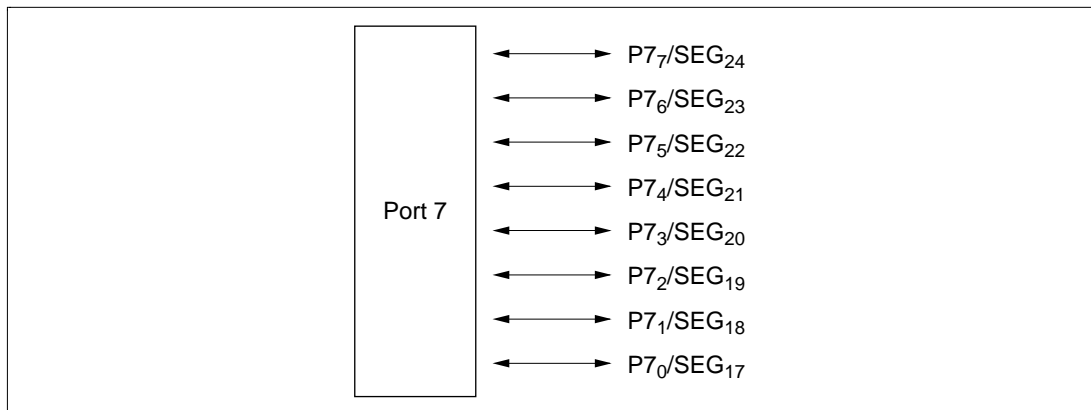 P7₇/SEG₂₄
P7₆/SEG₂₃
P7₅/SEG₂₂
P7₄/SEG₂₁
Port 7
P7₃/SEG₂₀
P7₂/SEG₁₉
P7₁/SEG₁₈
P7₀/SEG₁₇